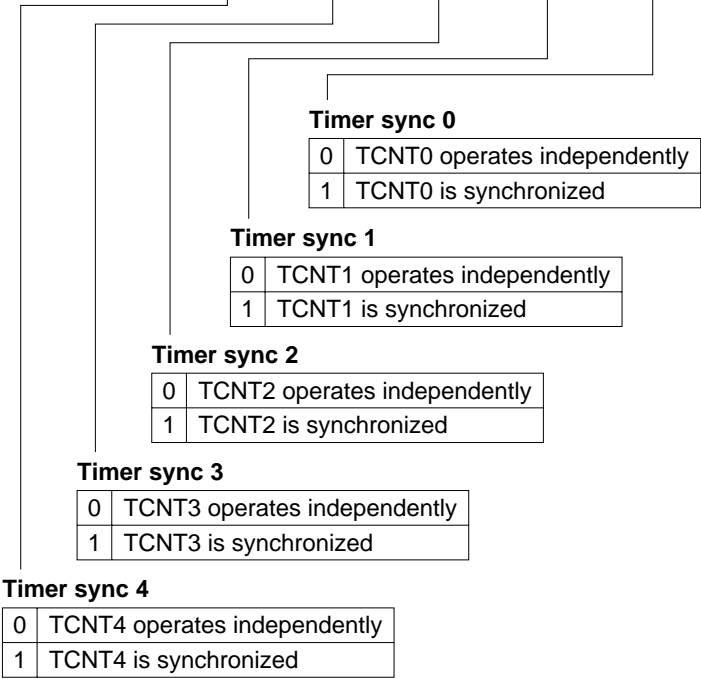 Timer sync 0
0 TCNT0 operates independently
1 TCNT0 is synchronized
Timer sync 1
0 TCNT1 operates independently
1 TCNT1 is synchronized
Timer sync 2
0 TCNT2 operates independently
1 TCNT2 is synchronized
Timer sync 3
0 TCNT3 operates independently
1 TCNT3 is synchronized
Timer sync 4
0 TCNT4 operates independently
1 TCNT4 is synchronized